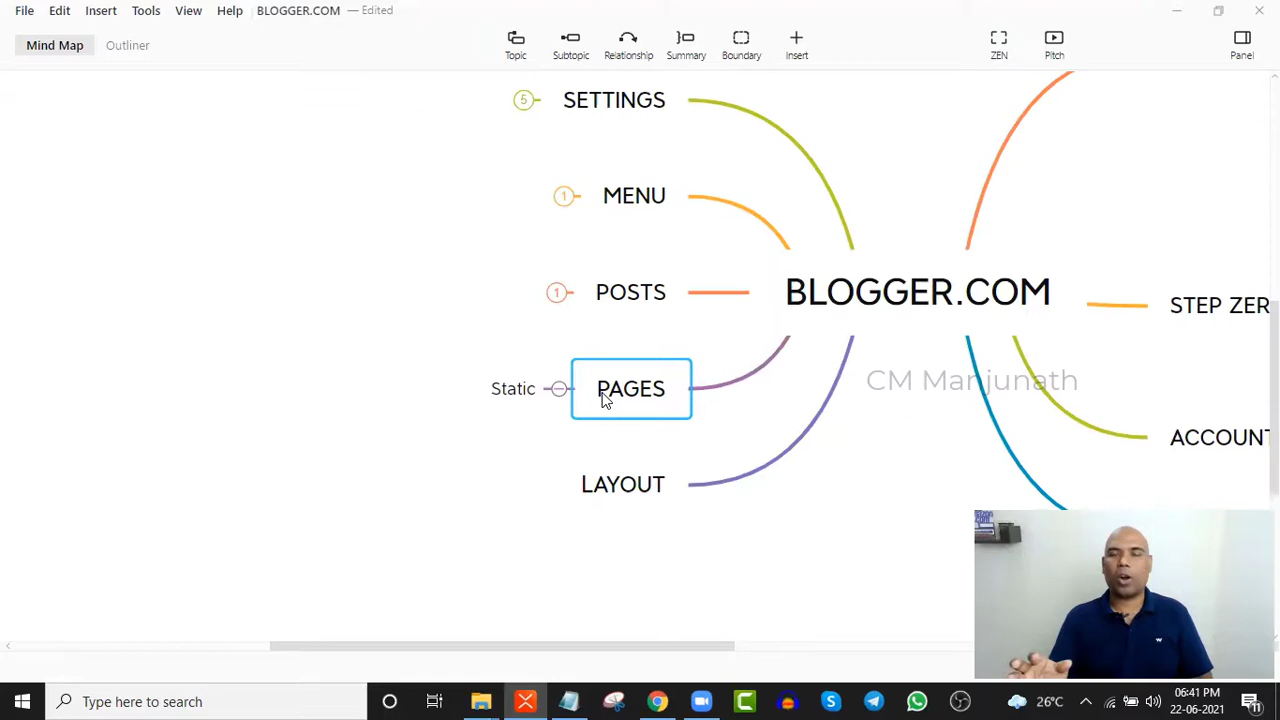 File Edit Insert Tools View Help BLOGGER.COM — Edited
Mind Map Outliner
Topic Subtopic Relationship Summary Boundary Insert ZEN Pitch Panel
5 SETTINGS
1 MENU
1 POSTS
BLOGGER.COM
STEP ZER
Static PAGES
CM Manjunath
ACCOUNT
LAYOUT
Type here to search
26°C
06:41 PM
22-06-2021
11